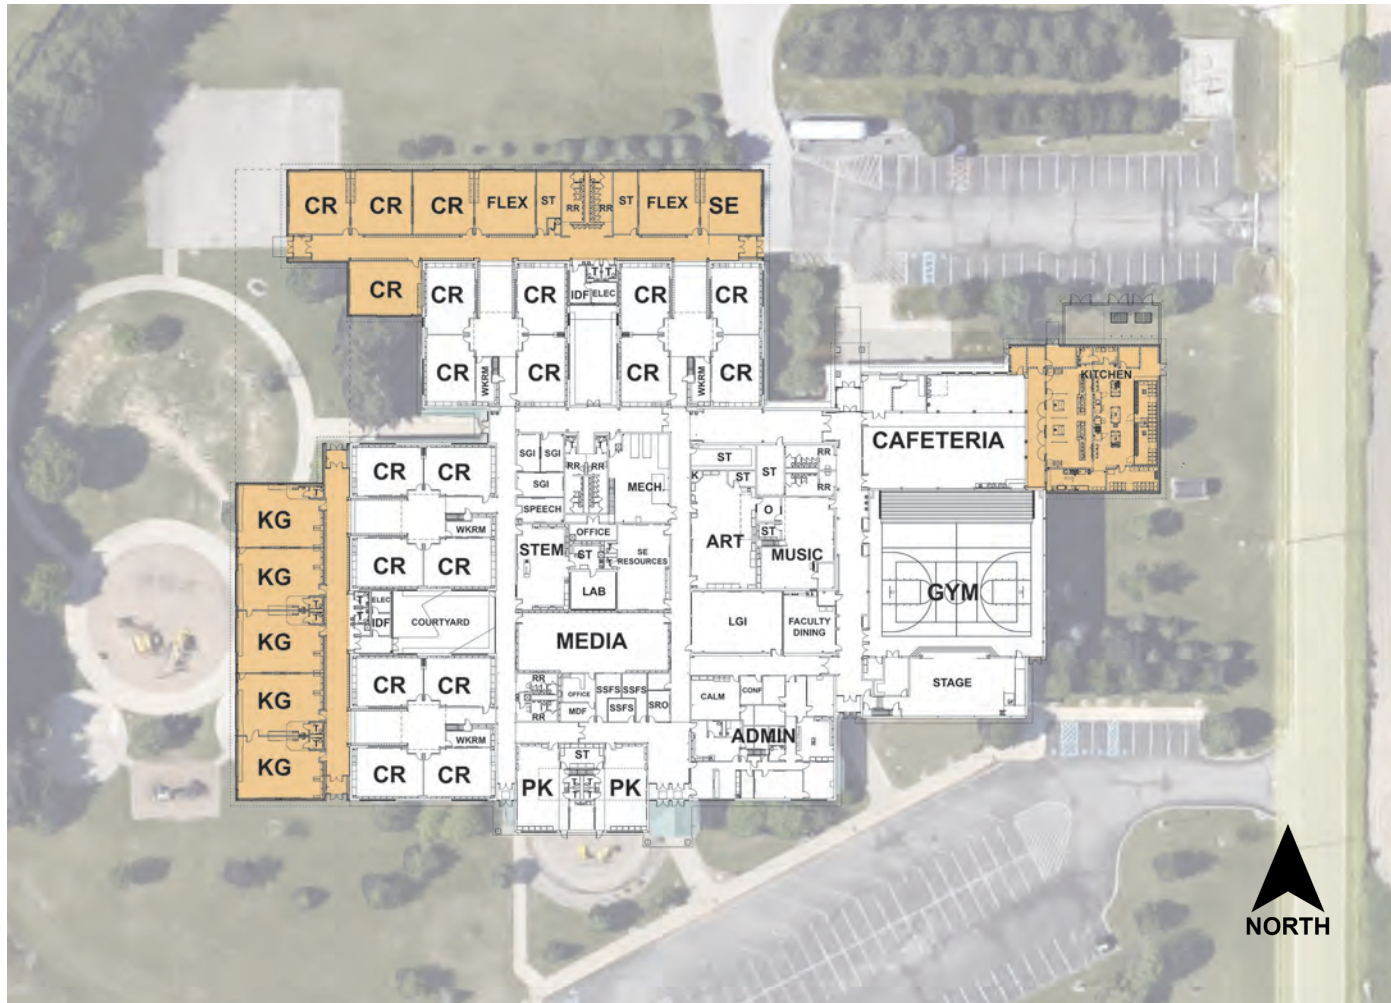 CR CR CR FLEX ST RR RR ST FLEX SE
CR
CR CR IDF T T ELEC CR CR
CR WKRM CR CR WKRM CR
KITCHEN
CAFETERIA
CR CR
SGI SGI RR RR
SGI MECH.
SPEECH
ST ST ST RR
K RR
KG WKRM
CR CR
OFFICE
STEM ST SE
RESOURCES
LAB
O
ST
ART MUSIC
GYM
KG
T ELEC
T IDF
COURTYARD
KG
MEDIA
LGI
FACULTY
DINING
CR CR
RR OFFICE SSFS SSFS
RR MDF SSFS SRO
CALM CONF
STAGE
KG WKRM
ADMIN
KG
CR CR
ST
PK T T PK
T T
NORTH